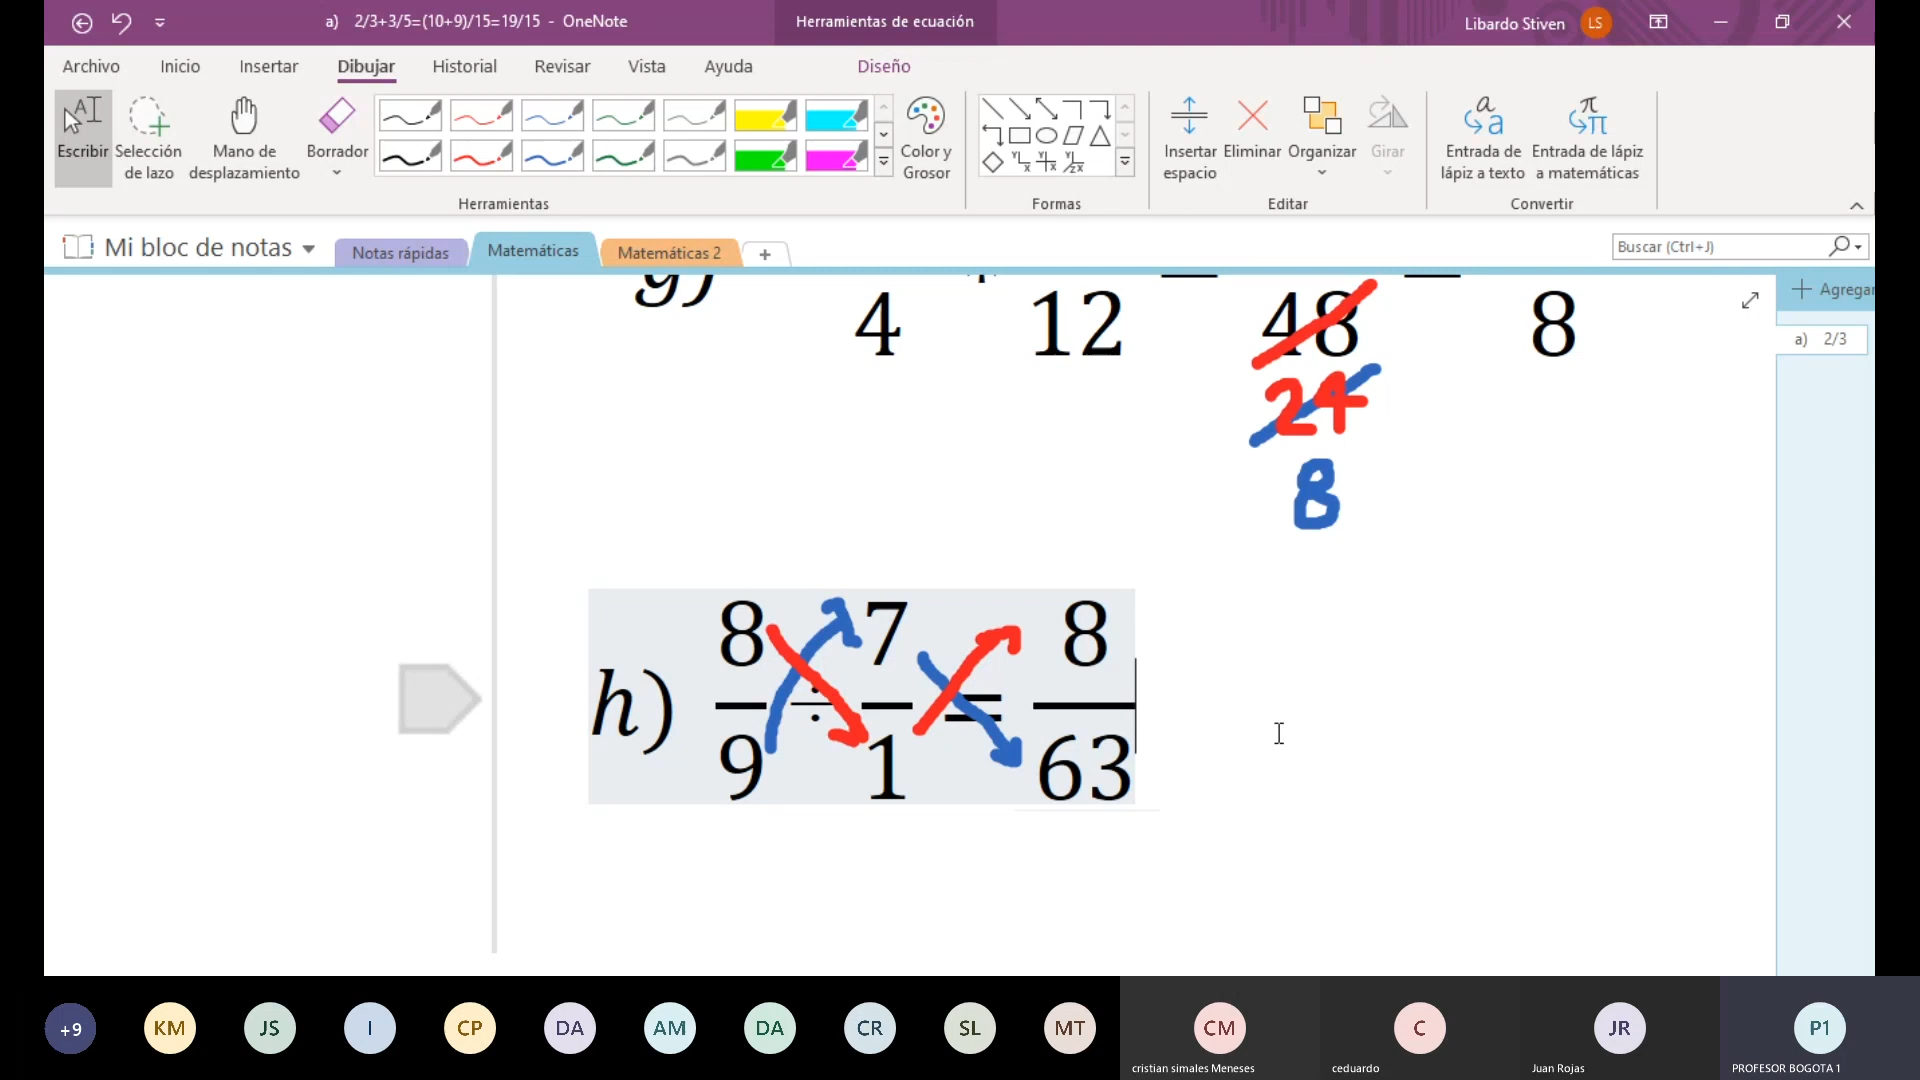 a) 2/3+3/5=(10+9)/15=19/15 - OneNote
Herramientas de ecuación
Libardo Stiven LS
Archivo Inicio Insertar Dibujar Historial Revisar Vista Ayuda Diseño
Escribir
Selección de lazo
Mano de desplazamiento
Borrador
Color y Grosor
Insertar espacio
Eliminar
Organizar
Girar
Entrada de lápiz a texto
Entrada de lápiz a matemáticas
Herramientas Formas Editar Convertir
Mi bloc de notas
Notas rápidas
Matemáticas
Matemáticas 2
Buscar (Ctrl+J)
Agregar
a) 2/3
g)
4 12 48 8
24
8
8 7 8
h) ÷ =
9 1 63
+9 KM JS I CP DA AM DA CR SL MT CM C JR P1
cristian simales Meneses ceduardo Juan Rojas PROFESOR BOGOTA 1